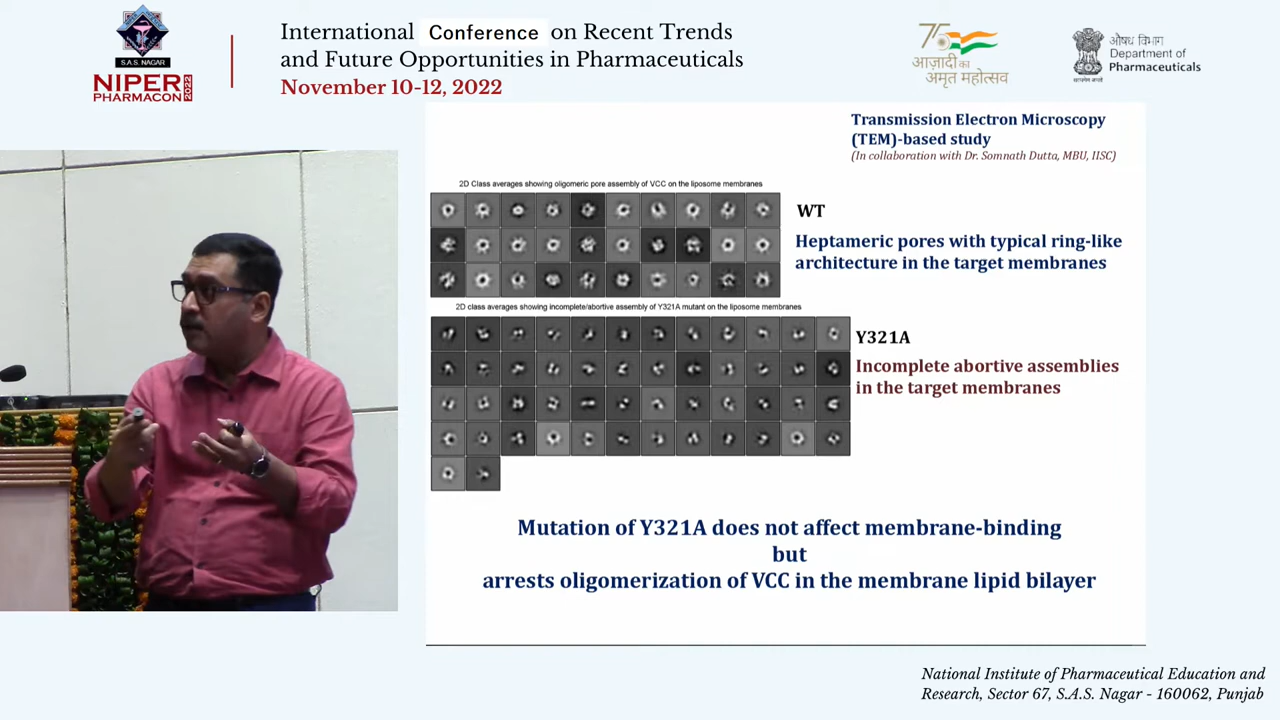 S.A.S. NAGAR
NIPER
PHARMACON 2022
International Conference on Recent Trends
and Future Opportunities in Pharmaceuticals
November 10-12, 2022
75
आज़ादी का
अमृत महोत्सव
औषध विभाग
Department of
Pharmaceuticals
सत्यमेव जयते
Transmission Electron Microscopy
(TEM)-based study
(In collaboration with Dr. Somnath Dutta, MBU, IISC)
2D Class averages showing oligomeric pore assembly of VCC on the liposome membranes
WT
Heptameric pores with typical ring-like
architecture in the target membranes
2D class averages showing incomplete/abortive assembly of Y321A mutant on the liposome membranes
Y321A
Incomplete abortive assemblies
in the target membranes
Mutation of Y321A does not affect membrane-binding
but
arrests oligomerization of VCC in the membrane lipid bilayer
National Institute of Pharmaceutical Education and
Research, Sector 67, S.A.S. Nagar - 160062, Punjab